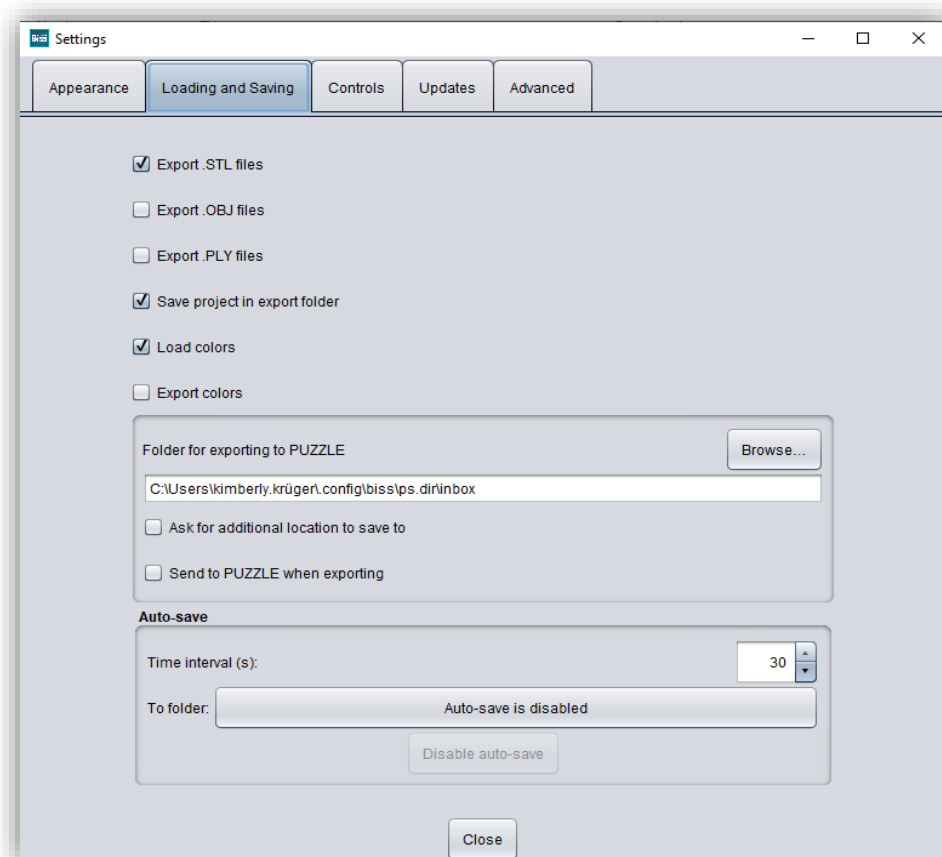 Biss Settings
Appearance Loading and Saving Controls Updates Advanced
Export .STL files
Export .OBJ files
Export .PLY files
Save project in export folder
Load colors
Export colors
Folder for exporting to PUZZLE Browse...
C:\Users\kimberly.krüger\.config\biss\ps.dir\inbox
Ask for additional location to save to
Send to PUZZLE when exporting
Auto-save
Time interval (s): 30
To folder: Auto-save is disabled
Disable auto-save
Close